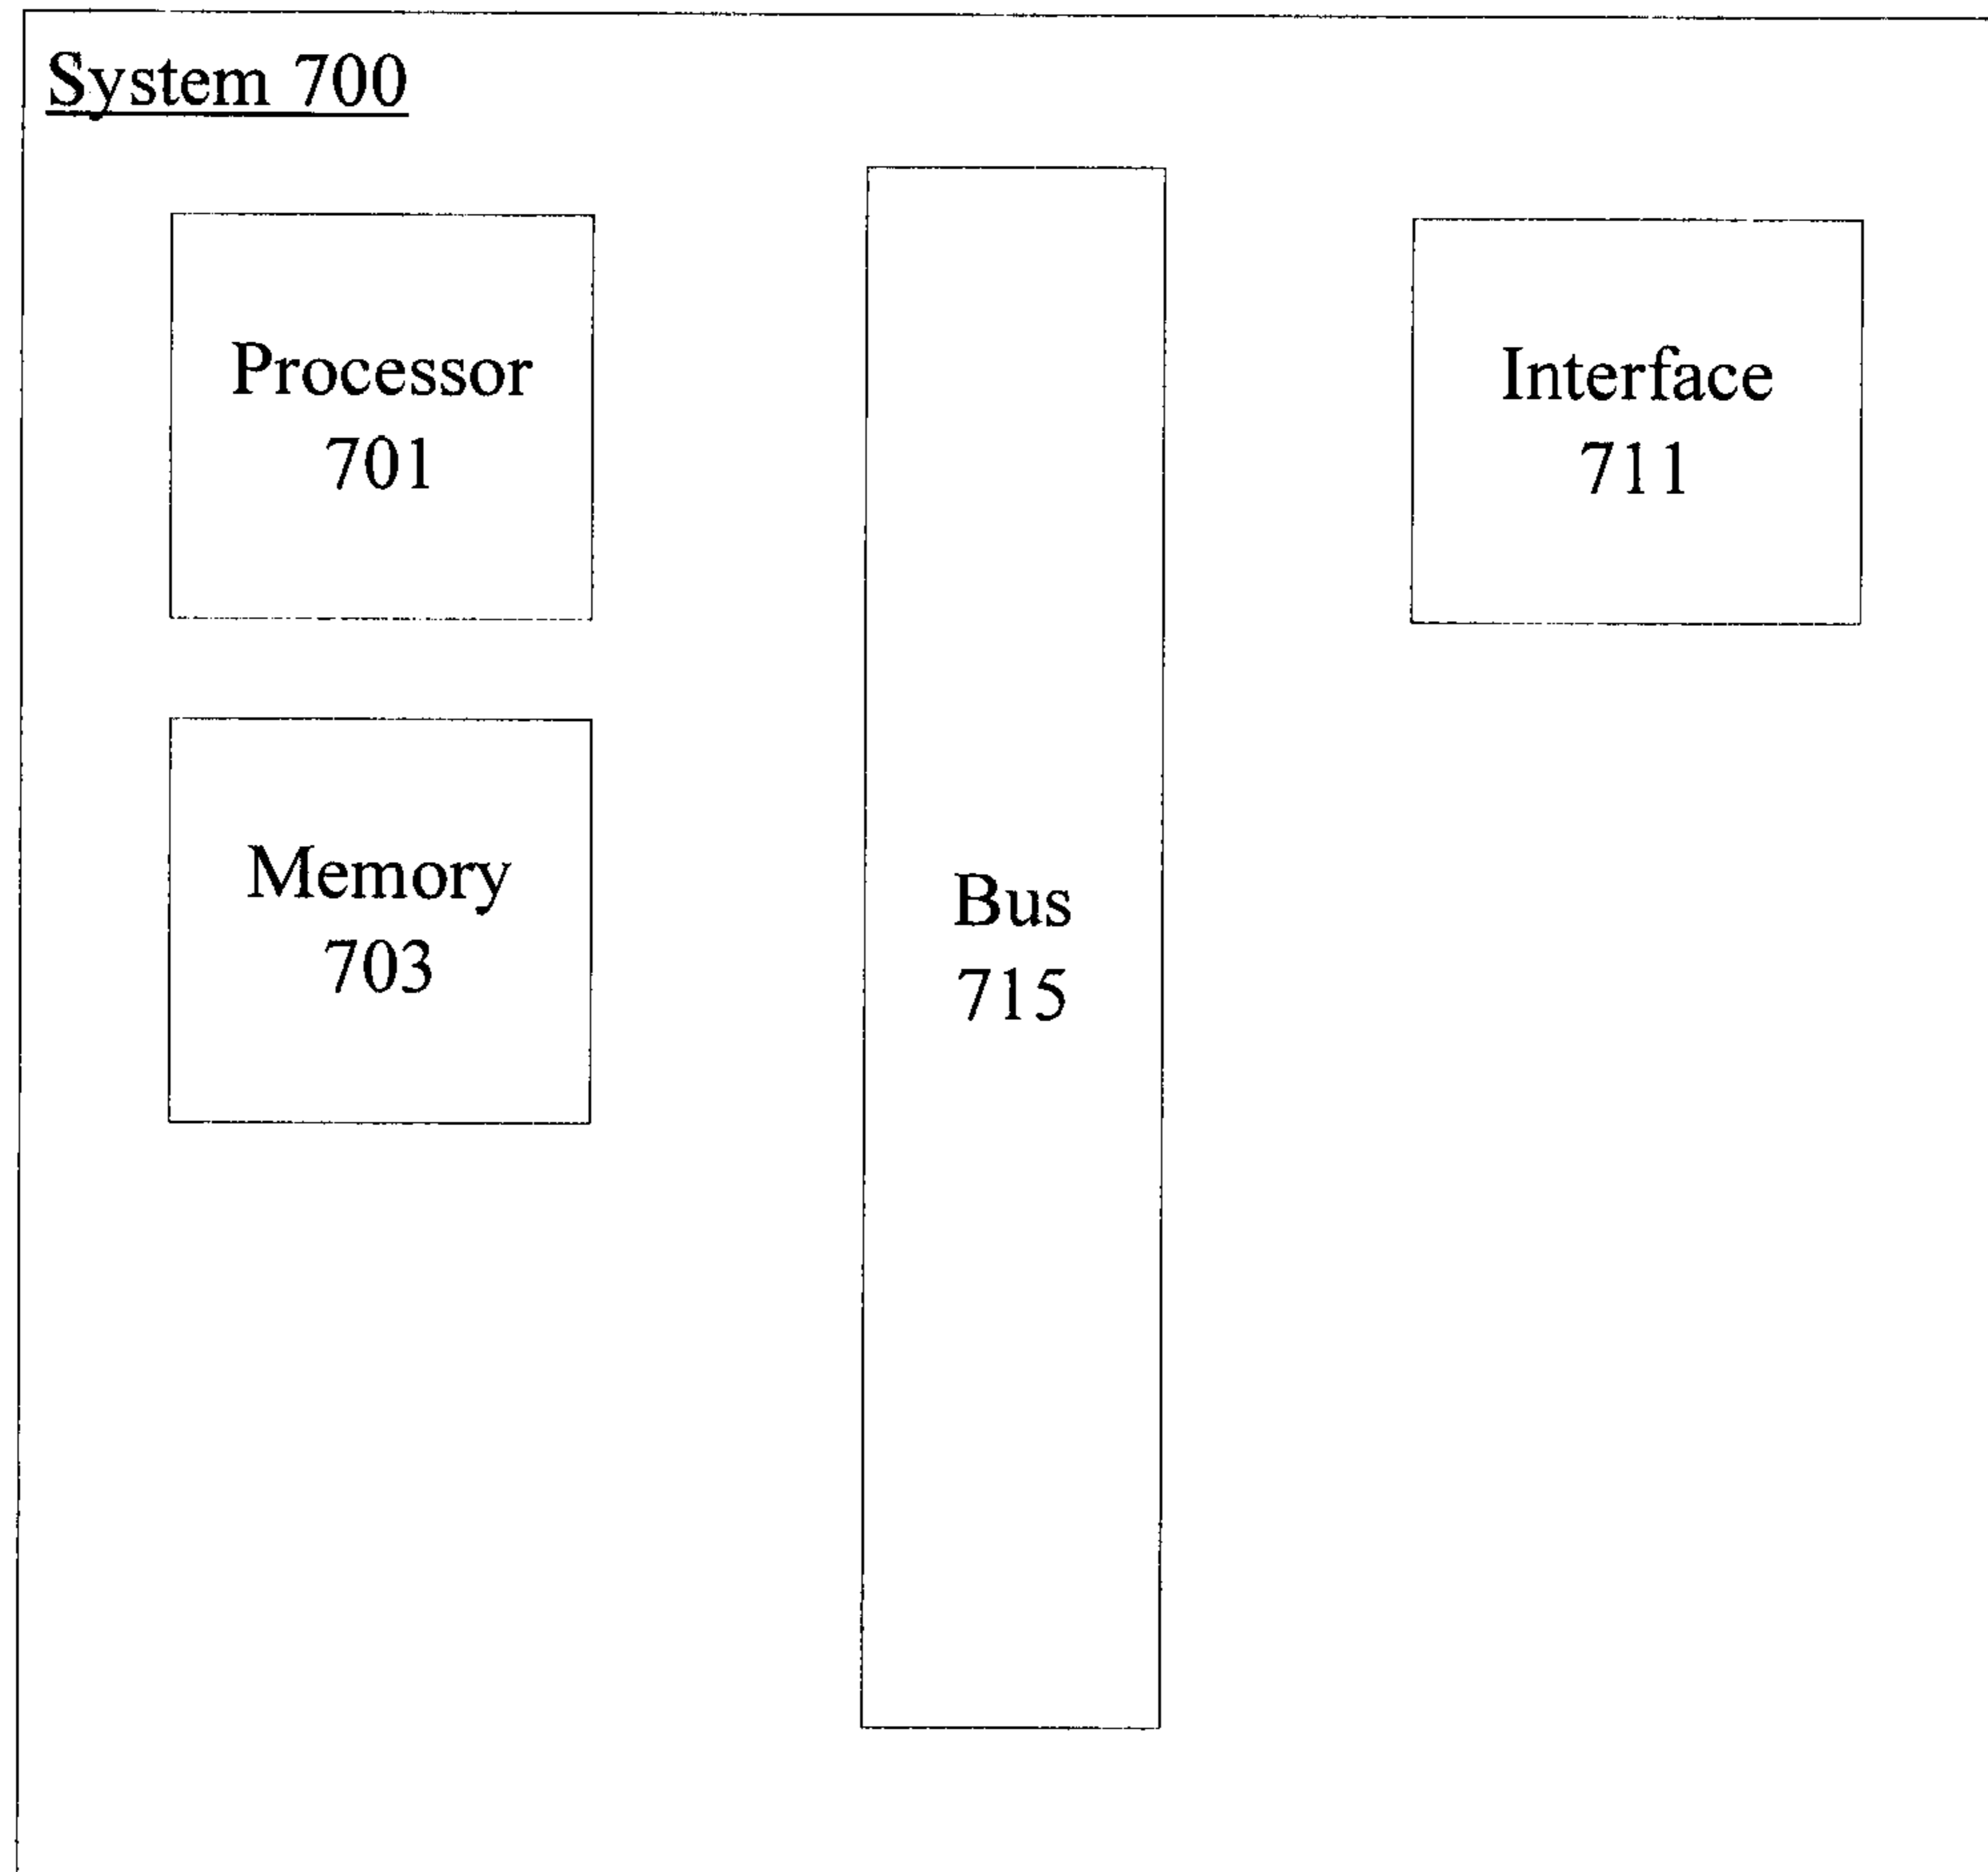 System 700
Processor
701
Interface
711
Memory
703
Bus
715